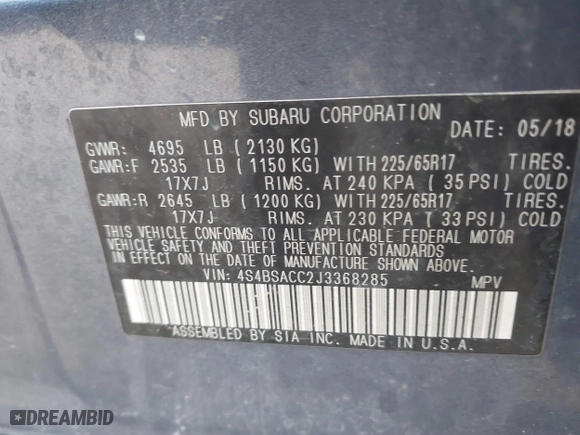 MFD BY SUBARU CORPORATION
DATE: 05/18
GVWR: 4695 LB ( 2130 KG)
GAWR:F 2535 LB ( 1150 KG) WITH 225/65R17 TIRES.
17X7J RIMS. AT 240 KPA ( 35 PSI) COLD
GAWR:R 2645 LB ( 1200 KG) WITH 225/65R17 TIRES.
17X7J RIMS. AT 230 KPA ( 33 PSI) COLD
THIS VEHICLE CONFORMS TO ALL APPLICABLE FEDERAL MOTOR
VEHICLE SAFETY AND THEFT PREVENTION STANDARDS
IN EFFECT ON THE DATE OF MANUFACTURE SHOWN ABOVE.
VIN: 4S4BSACC2J3368285 MPV
ASSEMBLED BY SIA INC. MADE IN U.S.A.
DREAMBID